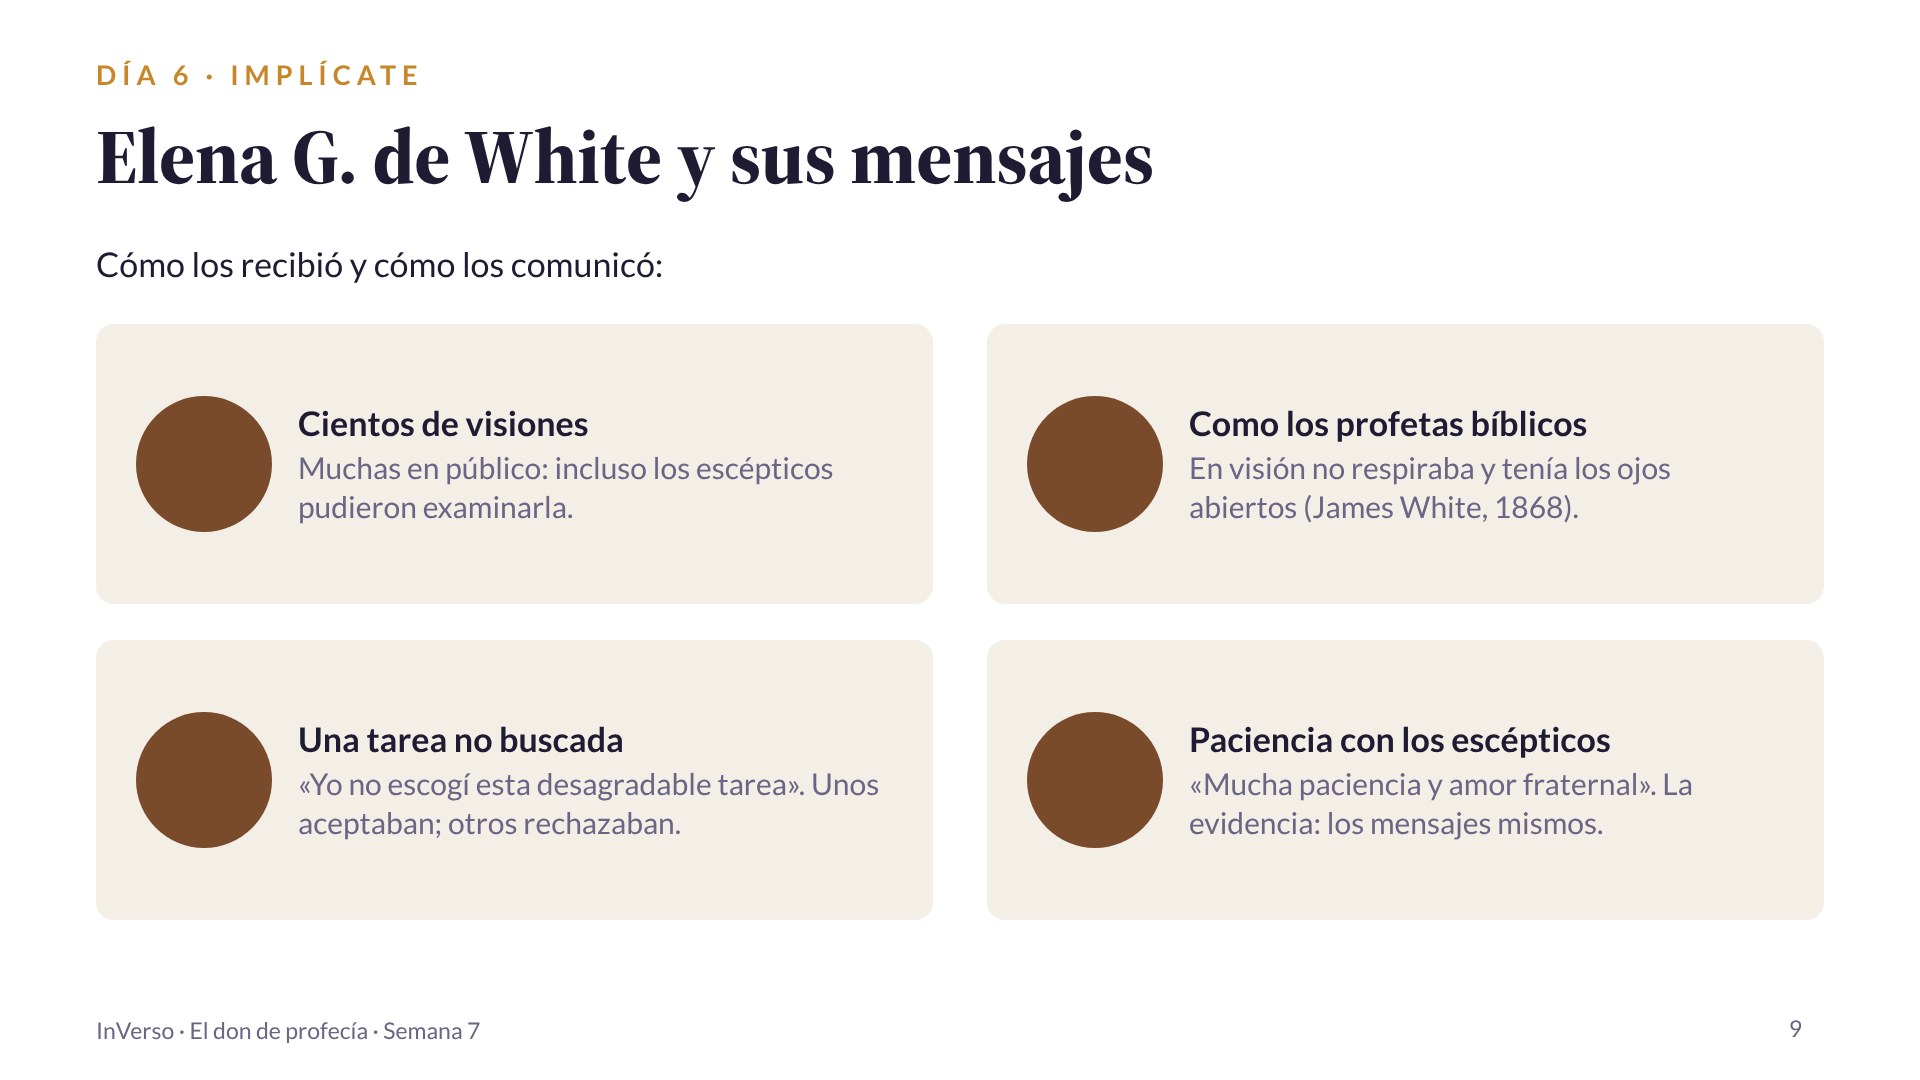 DÍA 6 · IMPLÍCATE
Elena G. de White y sus mensajes
Cómo los recibió y cómo los comunicó:
Cientos de visiones
Muchas en público: incluso los escépticos
pudieron examinarla.
Como los profetas bíblicos
En visión no respiraba y tenía los ojos
abiertos (James White, 1868).
Una tarea no buscada
«Yo no escogí esta desagradable tarea». Unos
aceptaban; otros rechazaban.
Paciencia con los escépticos
«Mucha paciencia y amor fraternal». La
evidencia: los mensajes mismos.
InVerso · El don de profecía · Semana 7
9